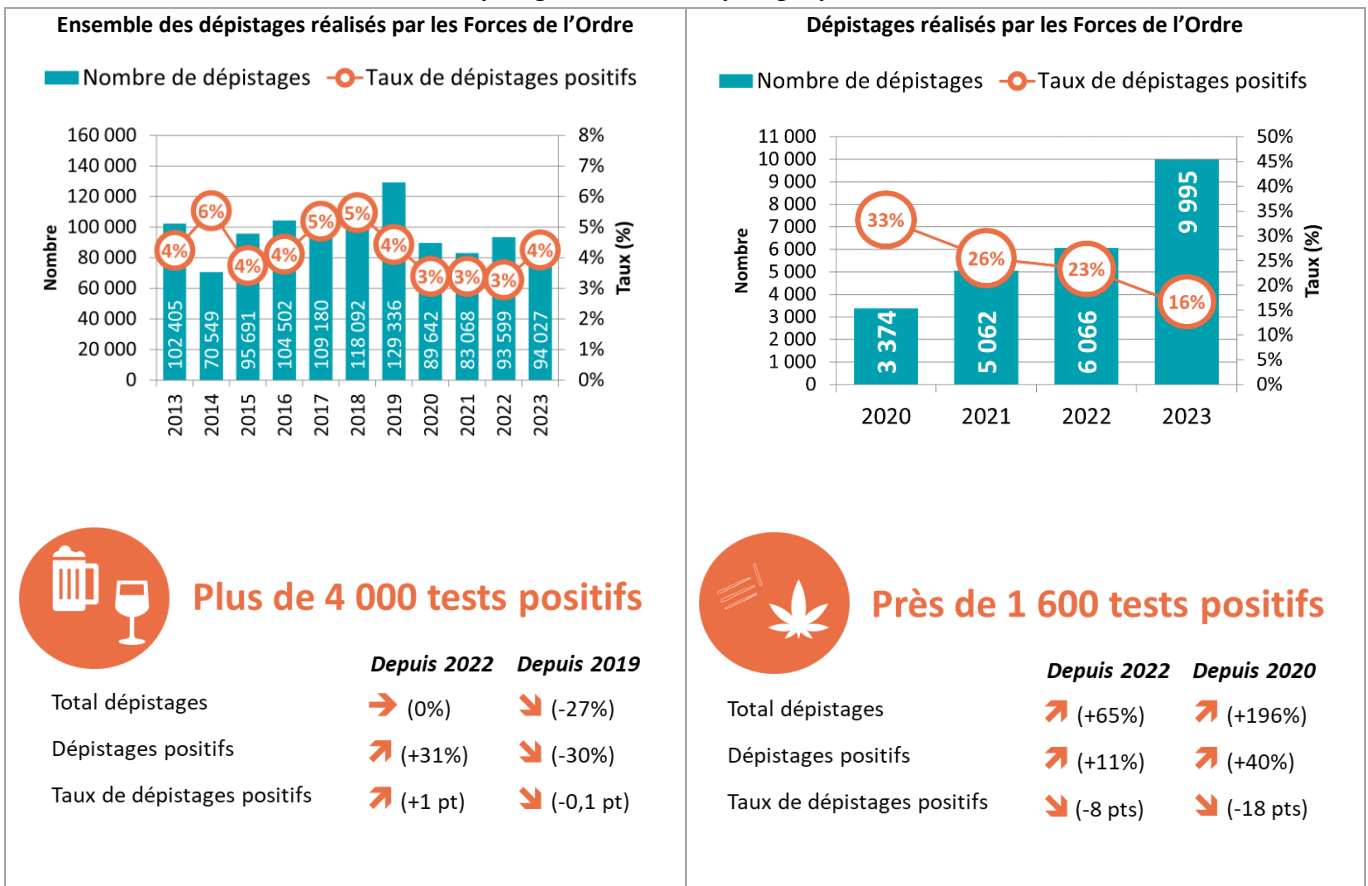 Ensemble des dépistages réalisés par les Forces de l’Ordre
Nombre de dépistages Taux de dépistages positifs
160 000
140 000
120 000
100 000
80 000
60 000
40 000
20 000
0
Nombre
8%
7%
6%
5%
4%
3%
2%
1%
0%
Taux (%)
4% 6% 4% 4% 5% 5% 4% 3% 3% 3% 4%
102 405 70 549 95 691 104 502 109 180 118 092 129 336 89 642 83 068 93 599 94 027
2013 2014 2015 2016 2017 2018 2019 2020 2021 2022 2023
Plus de 4 000 tests positifs
Depuis 2022 Depuis 2019
Total dépistages (0%) (-27%)
Dépistages positifs (+31%) (-30%)
Taux de dépistages positifs (+1 pt) (-0,1 pt)
Dépistages réalisés par les Forces de l’Ordre
Nombre de dépistages Taux de dépistages positifs
11 000
10 000
9 000
8 000
7 000
6 000
5 000
4 000
3 000
2 000
1 000
0
Nombre
50%
45%
40%
35%
30%
25%
20%
15%
10%
5%
0%
Taux (%)
33% 26% 23% 16%
3 374 5 062 6 066 9 995
2020 2021 2022 2023
Près de 1 600 tests positifs
Depuis 2022 Depuis 2020
Total dépistages (+65%) (+196%)
Dépistages positifs (+11%) (+40%)
Taux de dépistages positifs (-8 pts) (-18 pts)